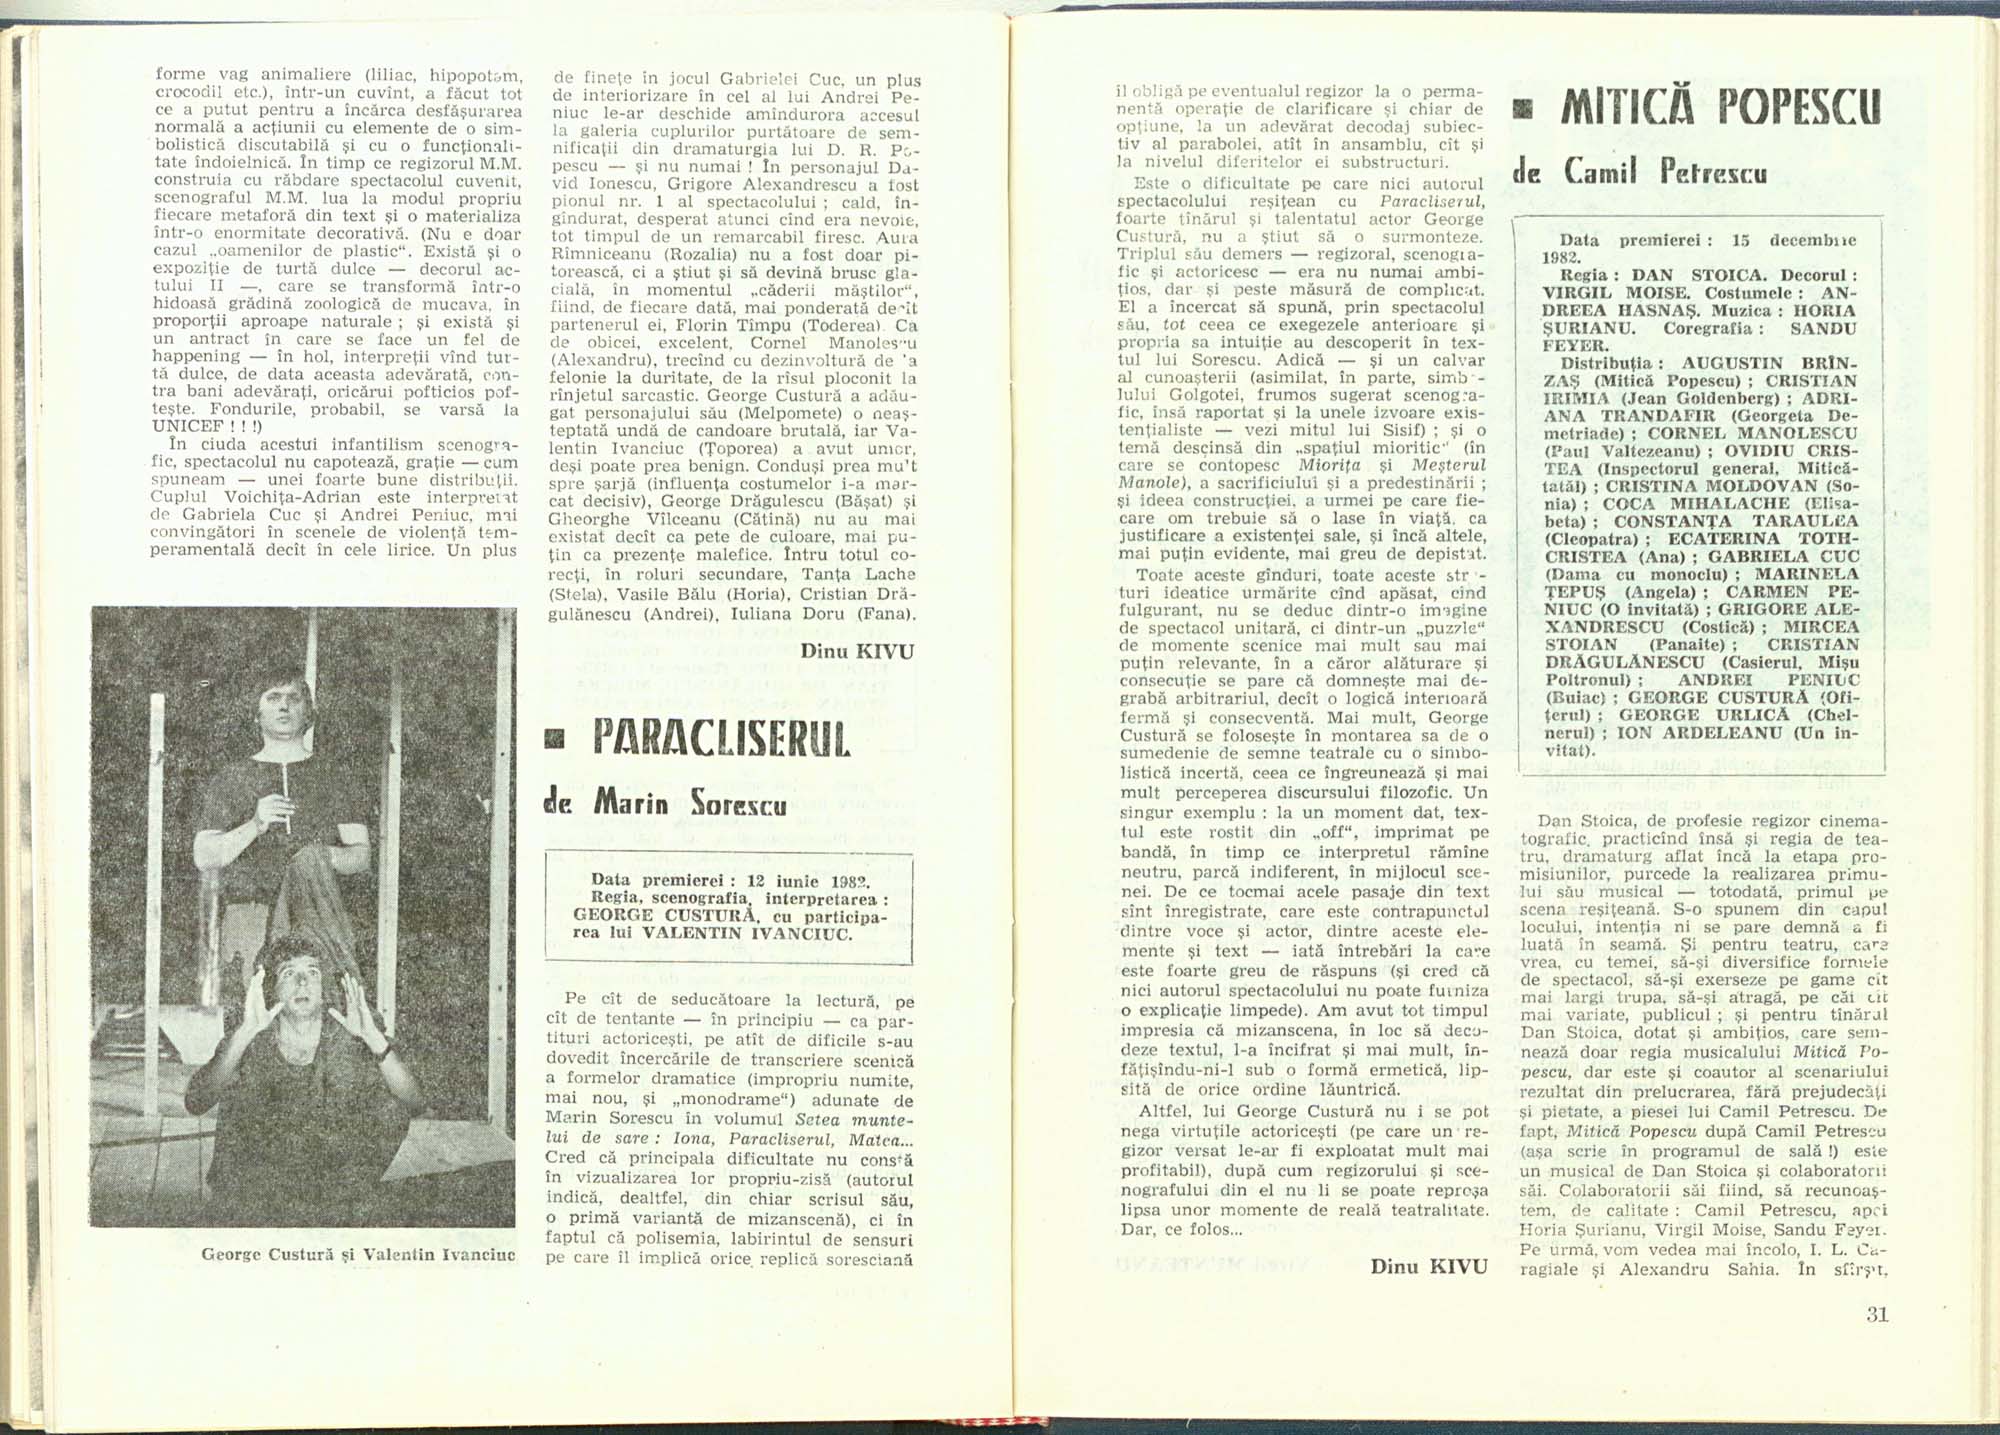 forme vag animaliere (liliac, hipopotam,
crocodil etc.), într-un cuvînt, a făcut tot
ce a putut pentru a încărca desfășurarea
normală a acțiunii cu elemente de o sim-
bolistică discutabilă și cu o funcționali-
tate îndoielnică. În timp ce regizorul M.M.
construia cu răbdare spectacolul cuvenit,
scenograful M.M. lua la modul propriu
fiecare metaforă din text și o materializa
într-o enormitate decorativă. (Nu e doar
cazul „oamenilor de plastic“. Există și o
expoziție de turtă dulce — decorul ac-
tului II —, care se transformă într-o
hidoasă grădină zoologică de mucava, în
proporții aproape naturale ; și există și
un antract în care se face un fel de
happening — în hol, interpreții vînd tur-
tă dulce, de data aceasta adevărată, con-
tra bani adevărați, oricărui pofticios pof-
tește. Fondurile, probabil, se varsă la
UNICEF ! ! !)
În ciuda acestui infantilism scenogra-
fic, spectacolul nu capotează, grație — cum
spuneam — unei foarte bune distribuții.
Cuplul Voichița-Adrian este interpretat
de Gabriela Cuc și Andrei Peniuc, mai
convingători în scenele de violență tem-
peramentală decît în cele lirice. Un plus
George Custură și Valentin Ivanciuc
de finețe în jocul Gabrielei Cuc, un plus
de interiorizare în cel al lui Andrei Pe-
niuc le-ar deschide amîndurora accesul
la galeria cuplurilor purtătoare de sem-
nificații din dramaturgia lui D. R. Po-
pescu — și nu numai ! În personajul Da-
vid Ionescu, Grigore Alexandrescu a fost
pionul nr. 1 al spectacolului ; cald, în-
gîndurat, desperat atunci cînd era nevoie,
tot timpul de un remarcabil firesc. Aura
Rîmniceanu (Rozalia) nu a fost doar pi-
torească, ci a știut și să devină brusc gla-
cială, în momentul „căderii măștilor“,
fiind, de fiecare dată, mai ponderată decît
partenerul ei, Florin Tîmpu (Toderea). Ca
de obicei, excelent, Cornel Manolescu
(Alexandru), trecînd cu dezinvoltură de la
felonie la duritate, de la rîsul ploconit la
rînjetul sarcastic. George Custură a adău-
gat personajului său (Melpomete) o neaș-
teptată undă de candoare brutală, iar Va-
lentin Ivanciuc (Țoporea) a avut umor,
deși poate prea benign. Conduși prea mult
spre șarjă (influența costumelor i-a mar-
cat decisiv), George Drăgulescu (Bășat) și
Gheorghe Vîlceanu (Cătină) nu au mai
existat decît ca pete de culoare, mai pu-
țin ca prezențe malefice. Întru totul co-
recți, în roluri secundare, Tanța Lache
(Stela), Vasile Bălu (Horia), Cristian Dră-
gulănescu (Andrei), Iuliana Doru (Fana).
Dinu KIVU
■ PARACLISERUL
de Marin Sorescu
Data premierei : 12 iunie 1982.
Regia, scenografia, interpretarea :
GEORGE CUSTURĂ, cu participa-
rea lui VALENTIN IVANCIUC.
Pe cît de seducătoare la lectură, pe
cît de tentante — în principiu — ca par-
tituri actoricești, pe atît de dificile s-au
dovedit încercările de transcriere scenică
a formelor dramatice (impropriu numite,
mai nou, și „monodrame“) adunate de
Marin Sorescu în volumul Setea munte-
lui de sare : Iona, Paracliserul, Matca...
Cred că principala dificultate nu constă
în vizualizarea lor propriu-zisă (autorul
indică, dealtfel, din chiar scrisul său,
o primă variantă de mizanscenă), ci în
faptul că polisemia, labirintul de sensuri
pe care îl implică orice replică soresciană
îl obligă pe eventualul regizor la o perma-
nentă operație de clarificare și chiar de
opțiune, la un adevărat decodaj subiec-
tiv al parabolei, atît în ansamblu, cît și
la nivelul diferitelor ei substructuri.
Este o dificultate pe care nici autorul
spectacolului reșițean cu Paracliserul,
foarte tînărul și talentatul actor George
Custură, nu a știut să o surmonteze.
Triplul său demers — regizoral, scenogra-
fic și actoricesc — era nu numai ambi-
țios, dar și peste măsură de complicat.
El a încercat să spună, prin spectacolul
său, tot ceea ce exegezele anterioare și
propria sa intuiție au descoperit în tex-
tul lui Sorescu. Adică — și un calvar
al cunoașterii (asimilat, în parte, simbo-
lului Golgotei, frumos sugerat scenogra-
fic, însă raportat și la unele izvoare exis-
tențialiste — vezi mitul lui Sisif) ; și o
temă descinsă din „spațiul mioritic“ (în
care se contopesc Miorița și Meșterul
Manole), a sacrificiului și a predestinării ;
și ideea construcției, a urmei pe care fie-
care om trebuie să o lase în viață, ca
justificare a existenței sale, și încă altele,
mai puțin evidente, mai greu de depistat.
Toate aceste gînduri, toate aceste stra-
turi ideatice urmărite cînd apăsat, cînd
fulgurant, nu se deduc dintr-o imagine
de spectacol unitară, ci dintr-un „puzzle“
de momente scenice mai mult sau mai
puțin relevante, în a căror alăturare și
consecuție se pare că domnește mai de-
grabă arbitrariul, decît o logică interioară
fermă și consecventă. Mai mult, George
Custură se folosește în montarea sa de o
sumedenie de semne teatrale cu o simbo-
listică incertă, ceea ce îngreunează și mai
mult perceperea discursului filozofic. Un
singur exemplu : la un moment dat, tex-
tul este rostit din „off“, imprimat pe
bandă, în timp ce interpretul rămîne
neutru, parcă indiferent, în mijlocul sce-
nei. De ce tocmai acele pasaje din text
sînt înregistrate, care este contrapunctul
dintre voce și actor, dintre aceste ele-
mente și text — iată întrebări la care
este foarte greu de răspuns (și cred că
nici autorul spectacolului nu poate furniza
o explicație limpede). Am avut tot timpul
impresia că mizanscena, în loc să deco-
deze textul, l-a încifrat și mai mult, în-
fățișîndu-ni-l sub o formă ermetică, lip-
sită de orice ordine lăuntrică.
Altfel, lui George Custură nu i se pot
nega virtuțile actoricești (pe care un re-
gizor versat le-ar fi exploatat mult mai
profitabil), după cum regizorului și sce-
nografului din el nu li se poate reproșa
lipsa unor momente de reală teatralitate.
Dar, ce folos...
Dinu KIVU
■ MITICĂ POPESCU
de Camil Petrescu
Data premierei : 15 decembrie
1982.
Regia : DAN STOICA. Decorul :
VIRGIL MOISE. Costumele : AN-
DREEA HASNAȘ. Muzica : HORIA
ȘURIANU. Coregrafia : SANDU
FEYER.
Distribuția : AUGUSTIN BRÎN-
ZAȘ (Mitică Popescu) ; CRISTIAN
IRIMIA (Jean Goldenberg) ; ADRI-
ANA TRANDAFIR (Georgeta De-
metriade) ; CORNEL MANOLESCU
(Paul Valtezeanu) ; OVIDIU CRIS-
TEA (Inspectorul general, Mitică-
tatăl) ; CRISTINA MOLDOVAN (So-
nia) ; COCA MIHALACHE (Elisa-
beta) ; CONSTANȚA TARAULEA
(Cleopatra) ; ECATERINA TOTH-
CRISTEA (Ana) ; GABRIELA CUC
(Dama cu monoclu) ; MARINELA
ȚEPUȘ (Angela) ; CARMEN PE-
NIUC (O invitată) ; GRIGORE ALE-
XANDRESCU (Costică) ; MIRCEA
STOIAN (Panaite) ; CRISTIAN
DRĂGULĂNESCU (Casierul, Mișu
Poltronul) ; ANDREI PENIUC
(Buiac) ; GEORGE CUSTURĂ (Ofi-
țerul) ; GEORGE URLICĂ (Chel-
nerul) ; ION ARDELEANU (Un in-
vitat).
Dan Stoica, de profesie regizor cinema-
tografic, practicînd însă și regia de tea-
tru, dramaturg aflat încă la etapa pro-
misiunilor, purcede la realizarea primu-
lui său musical — totodată, primul pe
scena reșițeană. S-o spunem din capul
locului, intenția ni se pare demnă a fi
luată în seamă. Și pentru teatru, care
vrea, cu temei, să-și diversifice formele
de spectacol, să-și exerseze pe game cît
mai largi trupa, să-și atragă, pe căi cît
mai variate, publicul ; și pentru tînărul
Dan Stoica, dotat și ambițios, care sem-
nează doar regia musicalului Mitică Po-
pescu, dar este și coautor al scenariului
rezultat din prelucrarea, fără prejudecăți
și pietate, a piesei lui Camil Petrescu. De
fapt, Mitică Popescu după Camil Petrescu
(așa scrie în programul de sală !) este
un musical de Dan Stoica și colaboratorii
săi. Colaboratorii săi fiind, să recunoaș-
tem, de calitate : Camil Petrescu, apoi
Horia Șurianu, Virgil Moise, Sandu Feyer.
Pe urmă, vom vedea mai încolo, I. L. Ca-
ragiale și Alexandru Sahia. În sfîrșit,
31